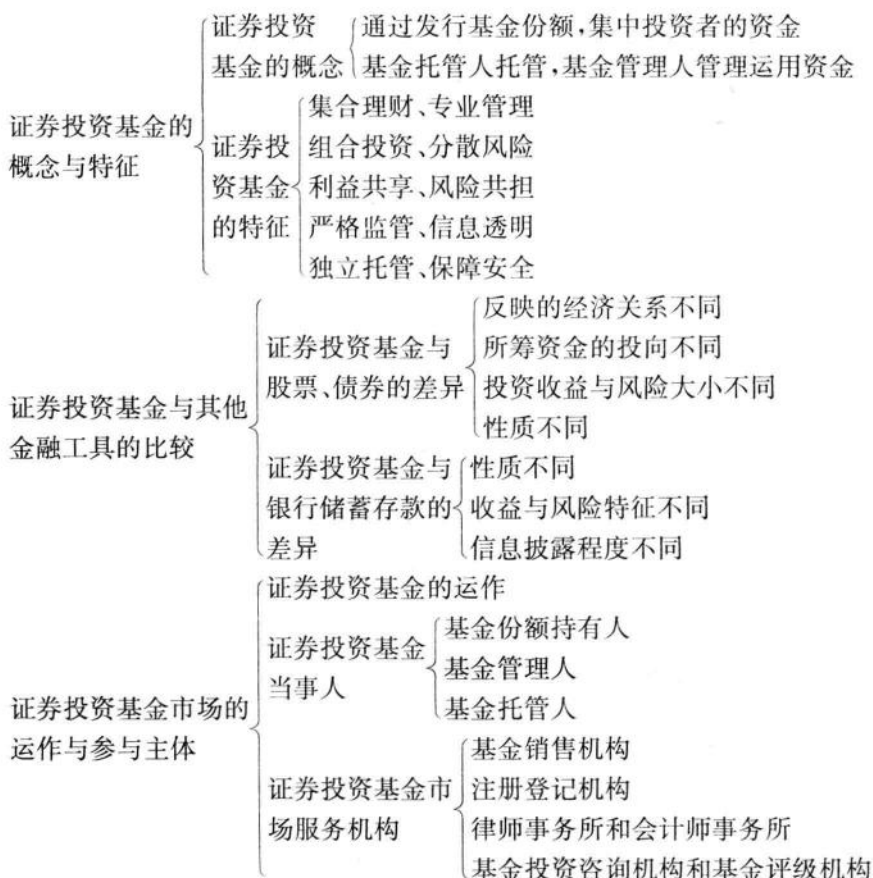 证券投资基金的
概念与特征
证券投资
基金的概念
通过发行基金份额,集中投资者的资金
基金托管人托管,基金管理人管理运用资金
证券投
资基金
的特征
集合理财、专业管理
组合投资、分散风险
利益共享、风险共担
严格监管、信息透明
独立托管、保障安全
证券投资基金与其他
金融工具的比较
证券投资基金与
股票、债券的差异
反映的经济关系不同
所筹资金的投向不同
投资收益与风险大小不同
性质不同
证券投资基金与
银行储蓄存款的
差异
性质不同
收益与风险特征不同
信息披露程度不同
证券投资基金市场的
运作与参与主体
证券投资基金的运作
证券投资基金
当事人
基金份额持有人
基金管理人
基金托管人
证券投资基金市
场服务机构
基金销售机构
注册登记机构
律师事务所和会计师事务所
基金投资咨询机构和基金评级机构